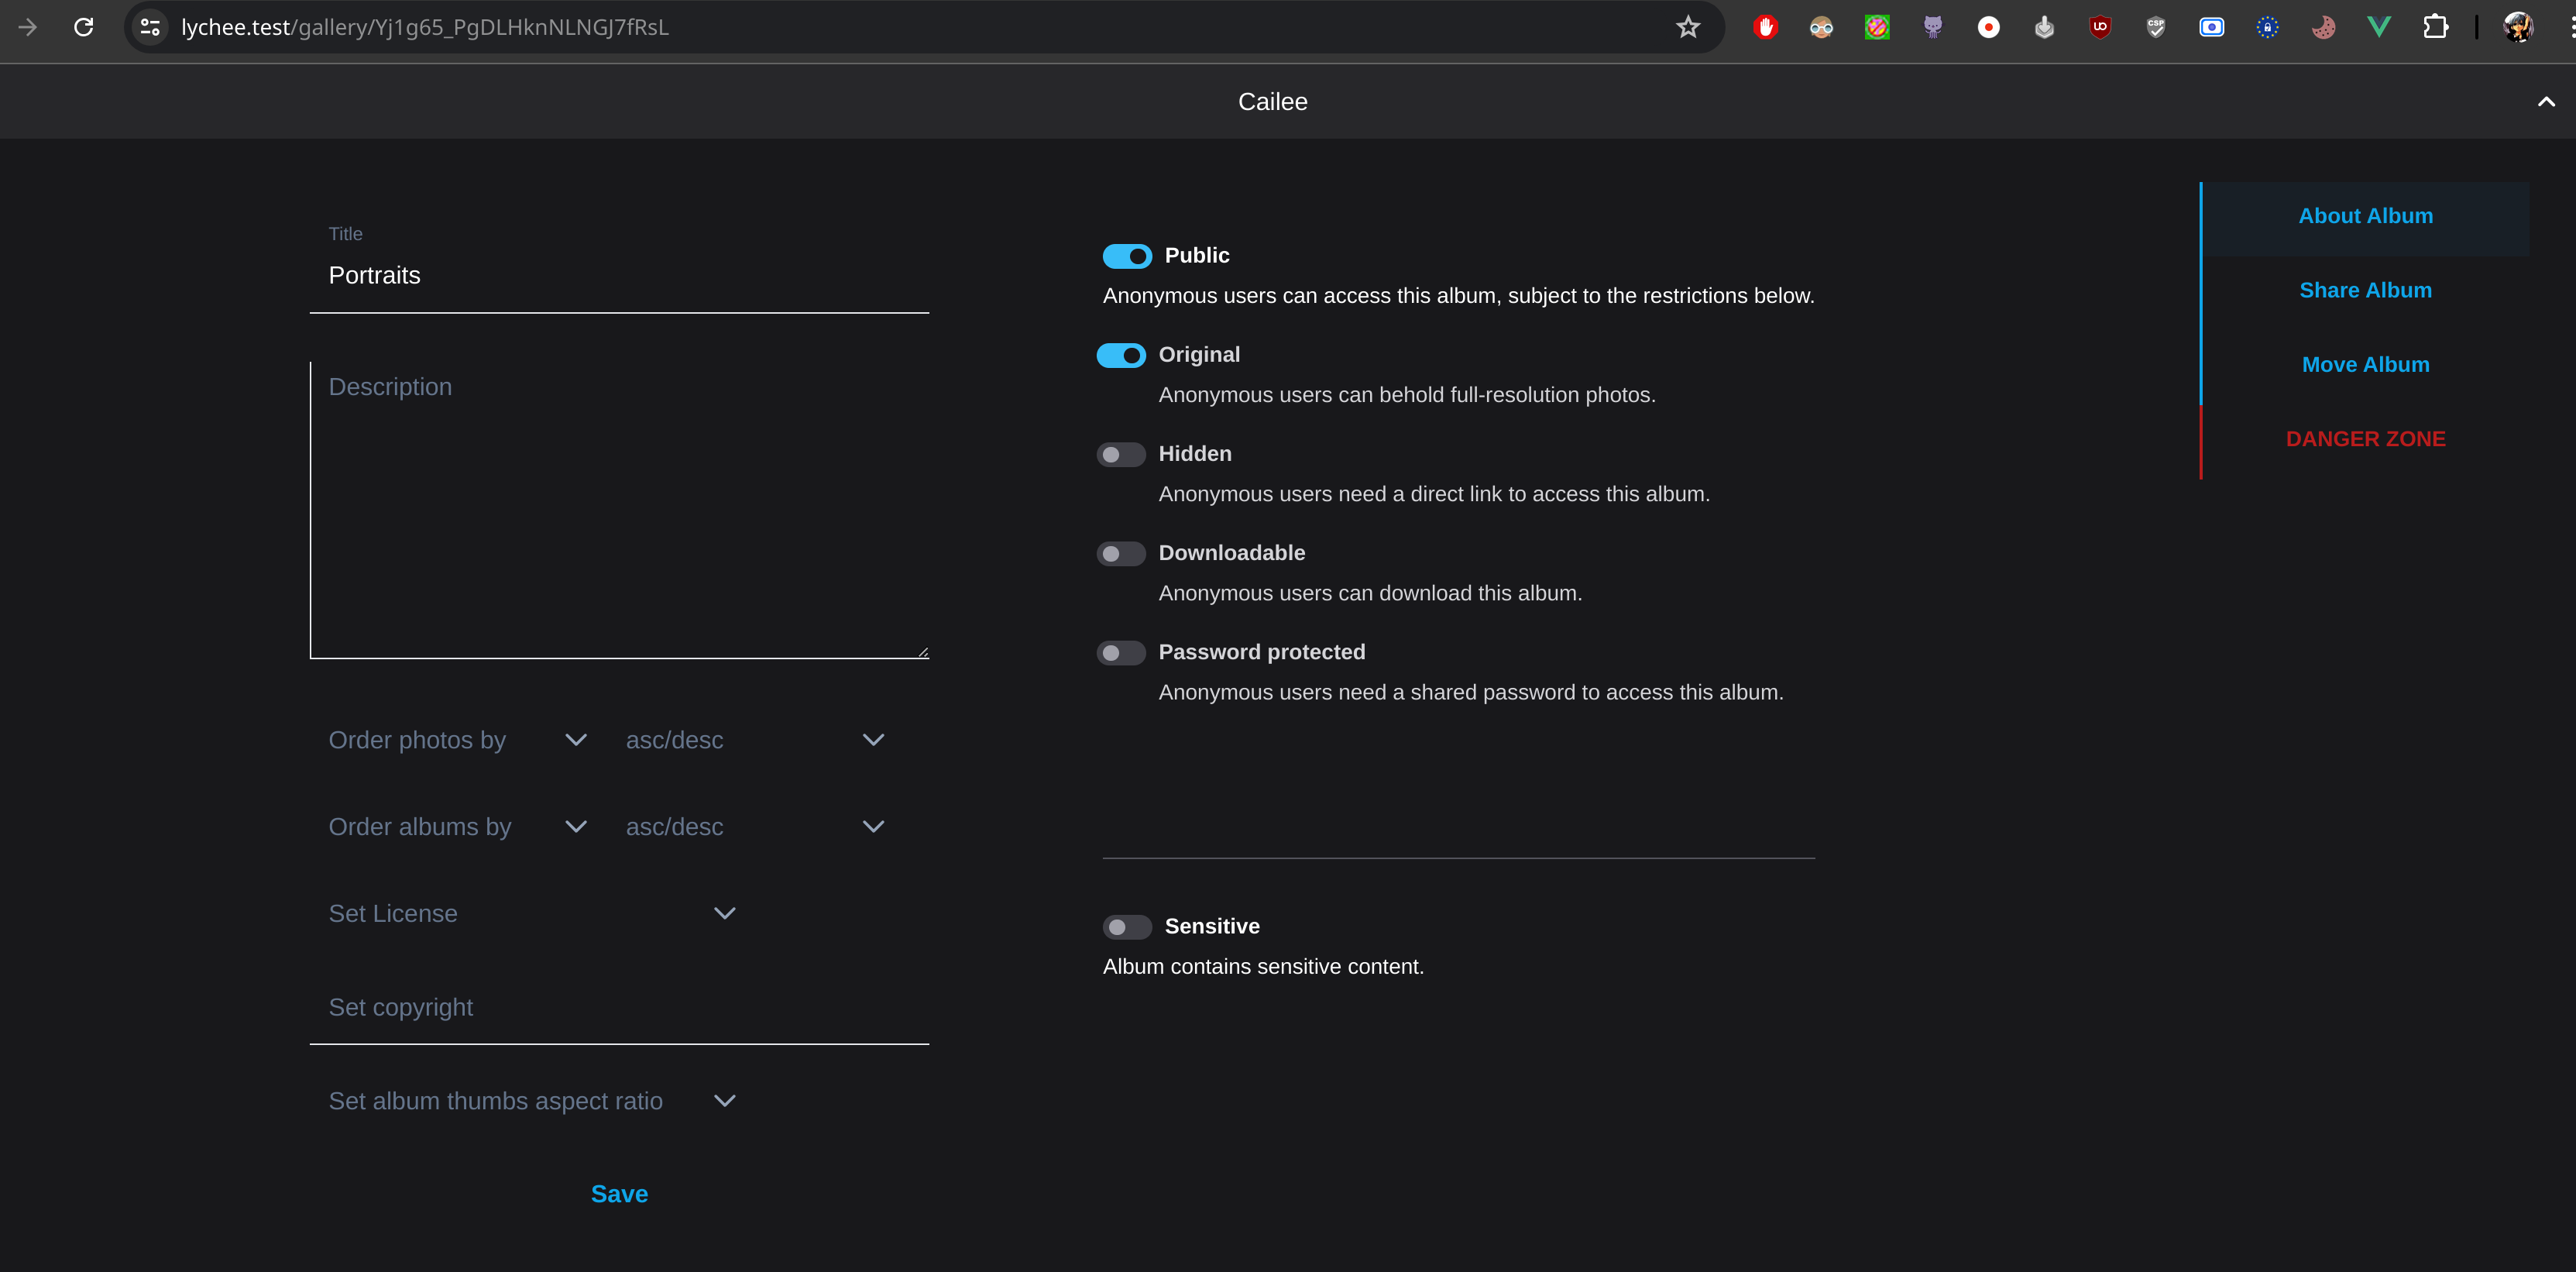 lychee.test/gallery/Yj1g65_PgDLHknNLNGJ7fRsL
Cailee
Title
Portraits
Description
Order photos by
asc/desc
Order albums by
asc/desc
Set License
Set copyright
Set album thumbs aspect ratio
Save
Public
Anonymous users can access this album, subject to the restrictions below.
Original
Anonymous users can behold full-resolution photos.
Hidden
Anonymous users need a direct link to access this album.
Downloadable
Anonymous users can download this album.
Password protected
Anonymous users need a shared password to access this album.
Sensitive
Album contains sensitive content.
About Album
Share Album
Move Album
DANGER ZONE